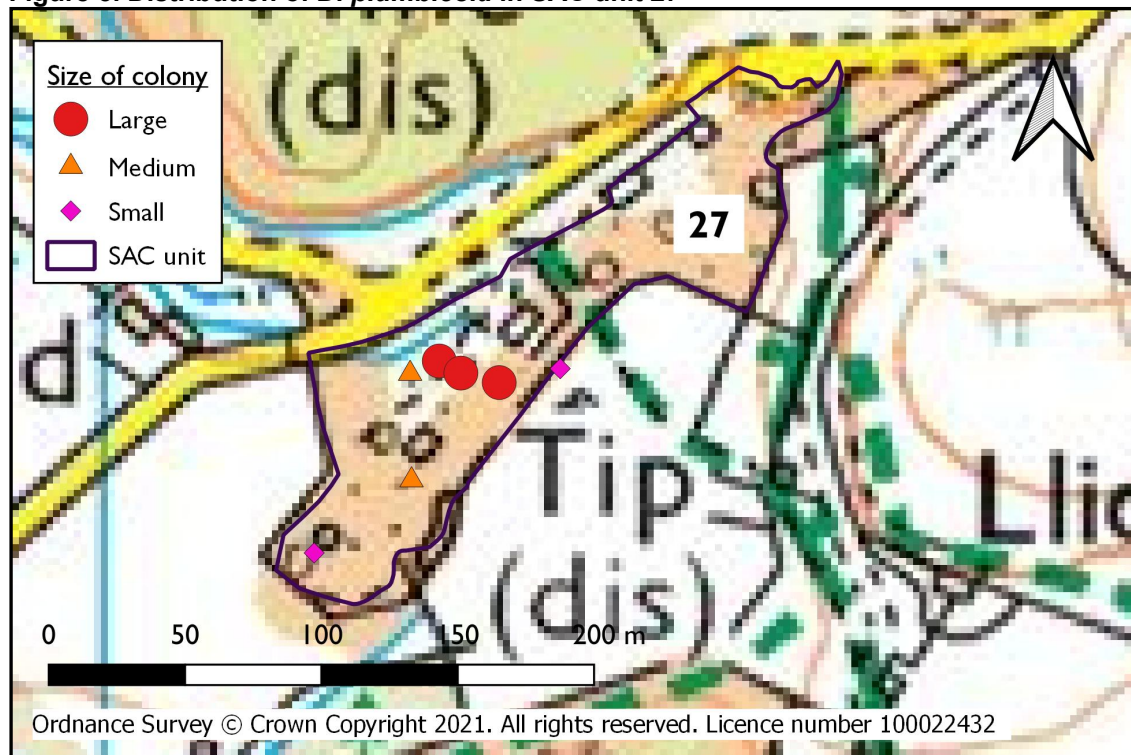 (dis)
Size of colony
Large
Medium
Small
SAC unit
27
d
Tip
(dis)
0 50 100 150 200 m
Ordnance Survey © Crown Copyright 2021. All rights reserved. Licence number 100022432